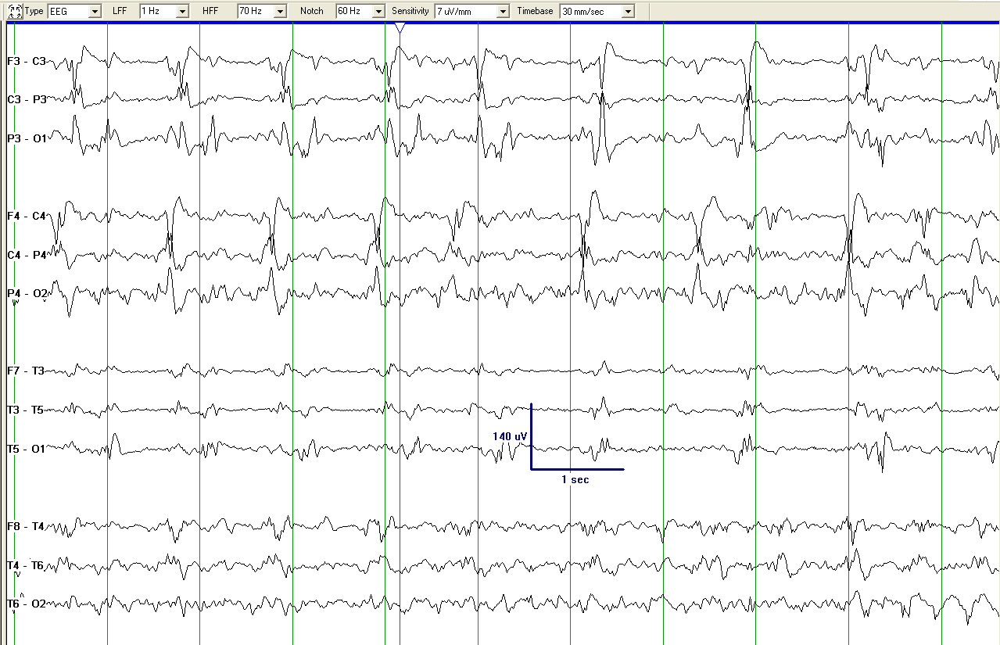 Type EEG LFF 1 Hz HFF 70 Hz Notch 60 Hz Sensitivity 7 uV/mm Timebase 30 mm/sec
F3 - C3
C3 - P3
P3 - O1
F4 - C4
C4 - P4
P4 - O2
F7 - T3
T3 - T5
140 uV
T5 - O1
1 sec
F8 - T4
T4 - T6
T6 - O2